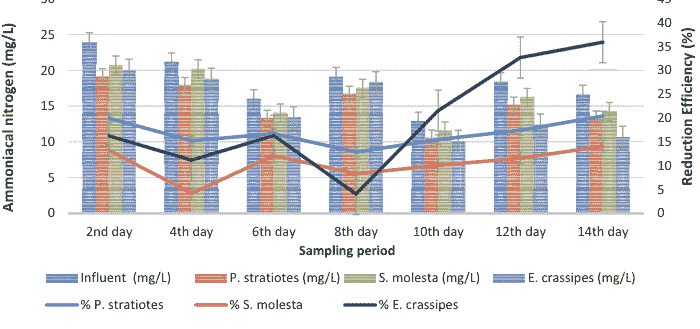 30
25
20
15
10
5
0
Ammoniacal nitrogen (mg/L)
45
40
35
30
25
20
15
10
5
0
Reduction Efficiency (%)
2nd day 4th day 6th day 8th day 10th day 12th day 14th day
Sampling period
Influent (mg/L) P. stratiotes (mg/L) S. molesta (mg/L) E. crassipes (mg/L)
% P. stratiotes % S. molesta % E. crassipes